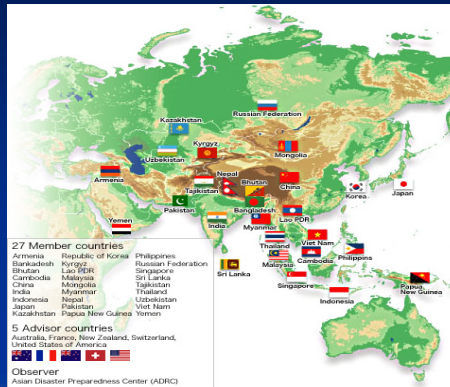 Russian Federation
Kazakhstan
Kyrgyz
Uzbekistan
Mongolia
Armenia
Nepal
Tajikistan
Bhutan
China
Korea
Japan
Pakistan
Bangladesh
Yemen
India
Myanmar
Lao PDR
Thailand
Viet Nam
Sri Lanka
Malaysia
Cambodia
Philippins
Singapore
Indonesia
Papua,
New Guinea
27 Member countries
Armenia Republic of Korea Philippines
Bankadesh Kyrgyz Russian Federation
Bhutan Lao PDR Singapore
Cambodia Malaysia Sri Lanka
China Mongolia Tajikistan
India Myanmar Thailand
Indonesia Nepal Uzbekistan
Japan Pakistan Viet Nam
Kazakhstan Papua New Guinea Yemen
5 Advisor countries
Australia, France, New Zealand, Switzerland,
United States of America
Observer
Asian Disaster Preparedness Center (ADRC)